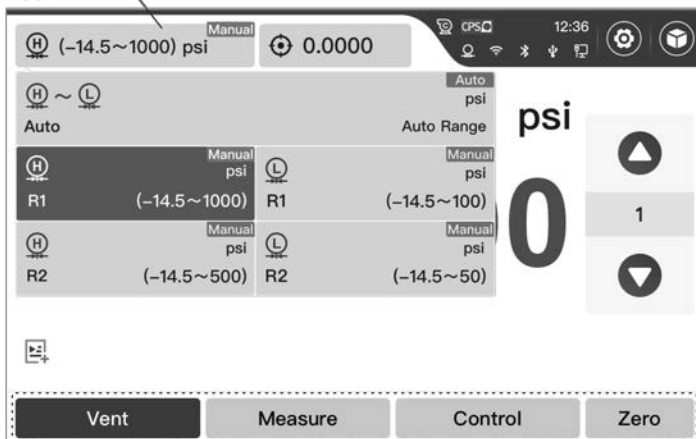 Manual
H (−14.5~1000) psi
0.0000
CPS
12:36
Auto
H ~ L
psi
Auto
Auto Range
psi
Manual
H
psi
R1
(−14.5~1000)
Manual
L
psi
R1
(−14.5~100)
Manual
H
psi
R2
(−14.5~500)
Manual
L
psi
R2
(−14.5~50)
0
1
Vent
Measure
Control
Zero